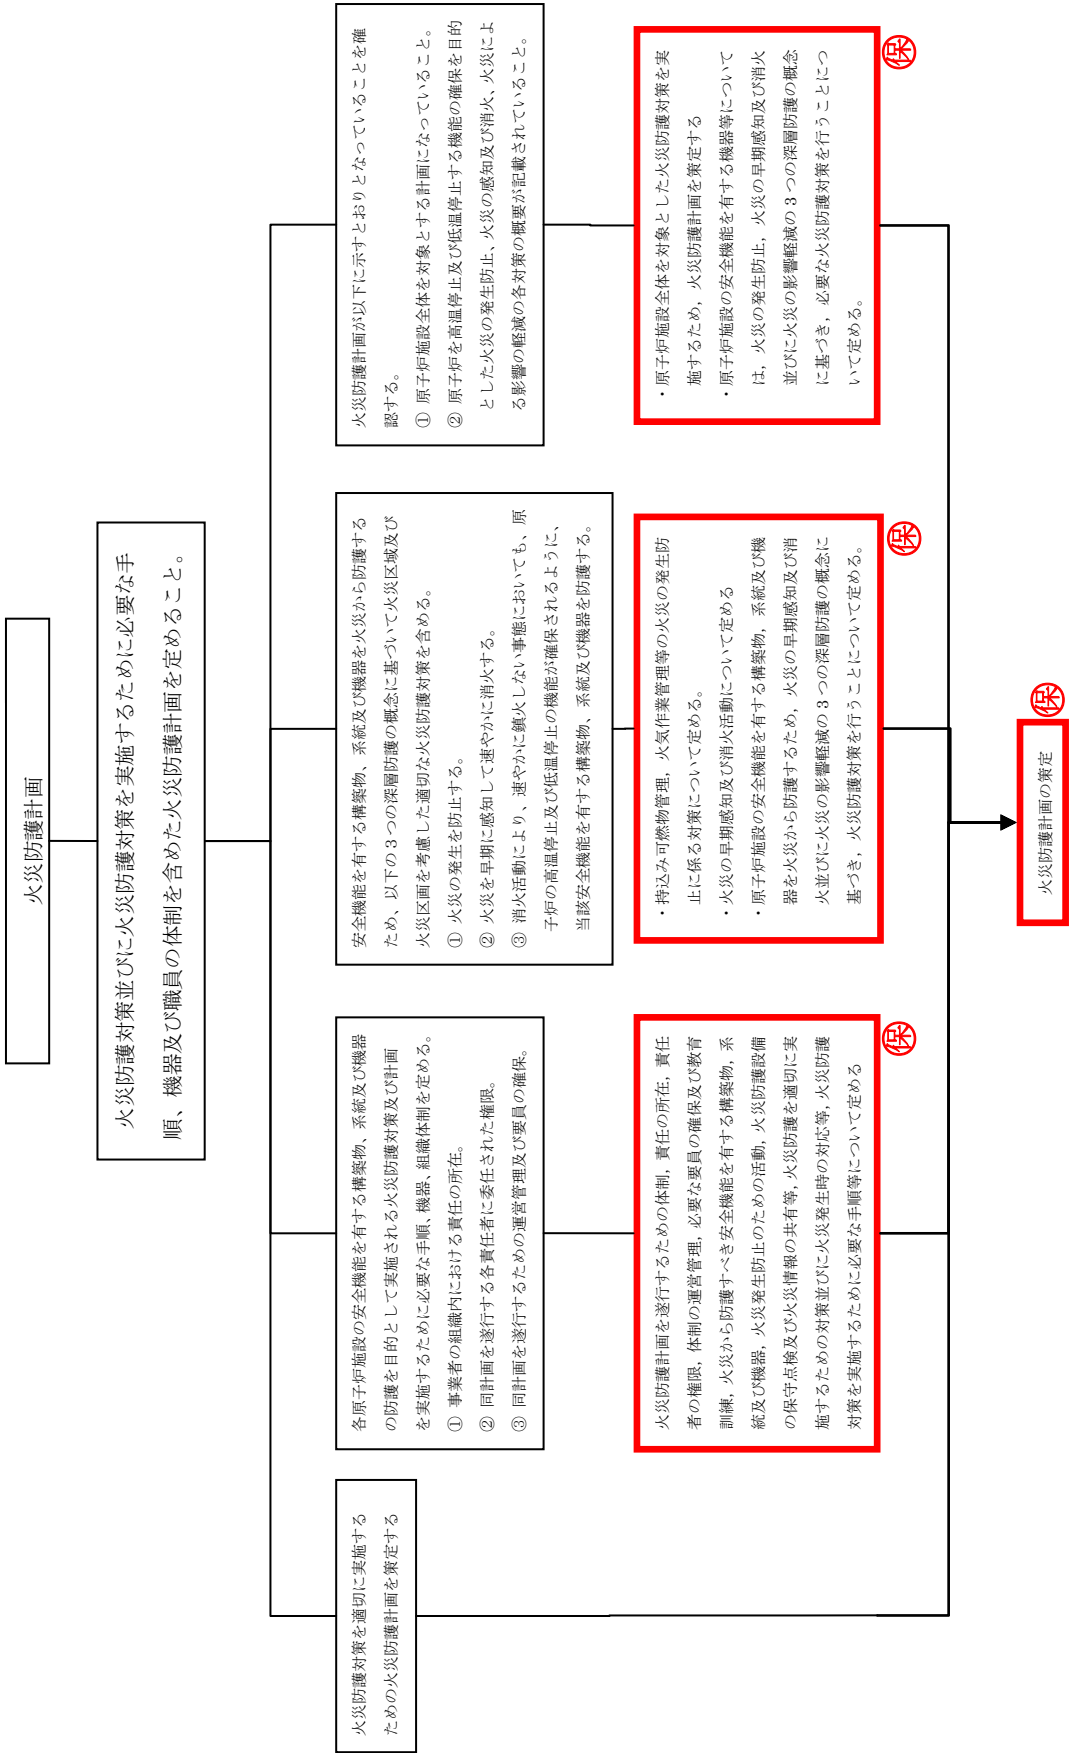 火災防護計画
火災防護対策並びに火災防護対策を実施するために必要な手
順、機器及び職員の体制を含めた火災防護計画を定めること。
火災防護対策を適切に実施する
ための火災防護計画を策定する
各原子炉施設の安全機能を有する構築物、系統及び機器
の防護を目的として実施される火災防護対策及び計画
を実施するために必要な手順、機器、組織体制を定める。
① 事業者の組織内における責任の所在。
② 同計画を遂行する各責任者に委任された権限。
③ 同計画を遂行するための運営管理及び要員の確保。
安全機能を有する構築物、系統及び機器を火災から防護する
ため、以下の3つの深層防護の概念に基づいて火災区域及び
火災区画を考慮した適切な火災防護対策を含める。
① 火災の発生を防止する。
② 火災を早期に感知して速やかに消火する。
③ 消火活動により、速やかに鎮火しない事態においても、原
子炉の高温停止及び低温停止の機能が確保されるように、
当該安全機能を有する構築物、系統及び機器を防護する。
火災防護計画が以下に示すとおりとなっていることを確
認する。
① 原子炉施設全体を対象とする計画になっていること。
② 原子炉を高温停止及び低温停止する機能の確保を目的
とした火災の発生防止、火災の感知及び消火、火災によ
る影響の軽減の各対策の概要が記載されていること。
火災防護計画を遂行するための体制,責任の所在,責任
者の権限,体制の運営管理,必要な要員の確保及び教育
訓練,火災から防護すべき安全機能を有する構築物,系
統及び機器,火災発生防止のための活動,火災防護設備
の保守点検及び火災情報の共有等,火災防護を適切に実
施するための対策並びに火災発生時の対応等,火災防護
対策を実施するために必要な手順等について定める
保
・持込み可燃物管理,火気作業管理等の火災の発生防
止に係る対策について定める。
・火災の早期感知及び消火活動について定める
・原子炉施設の安全機能を有する構築物,系統及び機
器を火災から防護するため,火災の早期感知及び消
火並びに火災の影響軽減の3つの深層防護の概念に
基づき,火災防護対策を行うことについて定める。
保
・原子炉施設全体を対象とした火災防護対策を実
施するため,火災防護計画を策定する
・原子炉施設の安全機能を有する機器等について
は,火災の発生防止,火災の早期感知及び消火
並びに火災の影響軽減の3つの深層防護の概念
に基づき,必要な火災防護対策を行うことにつ
いて定める。
保
火災防護計画の策定
保